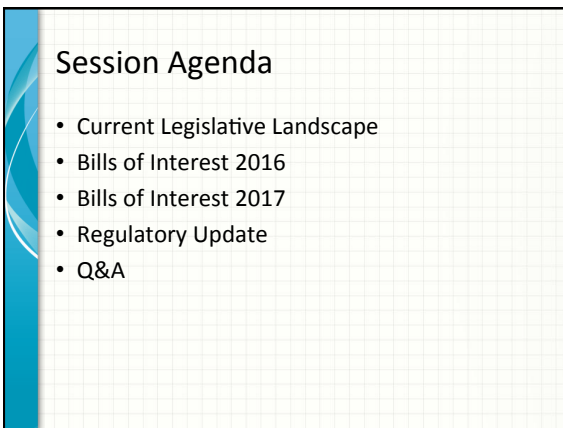 Session Agenda
• Current Legislative Landscape
• Bills of Interest 2016
• Bills of Interest 2017
• Regulatory Update
• Q&A